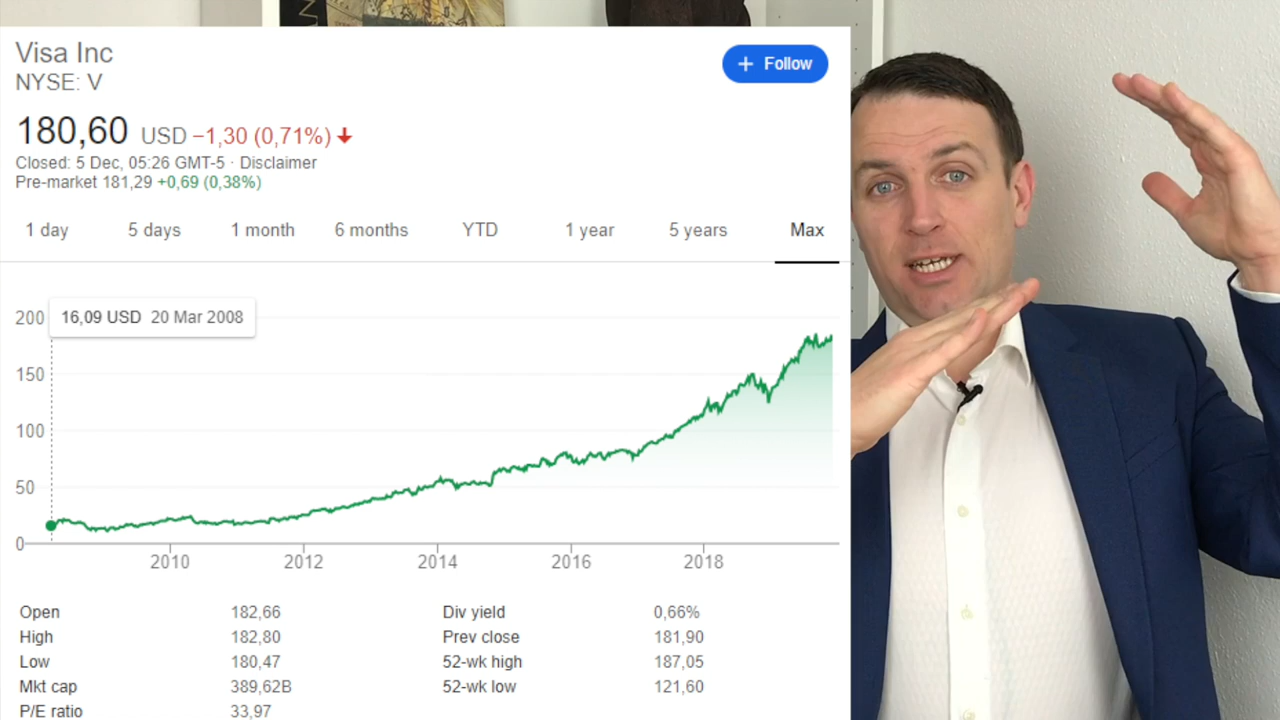 Visa Inc
NYSE: V
+ Follow
180,60 USD −1,30 (0,71%)
Closed: 5 Dec, 05:26 GMT-5 · Disclaimer
Pre-market 181,29 +0,69 (0,38%)
1 day 5 days 1 month 6 months YTD 1 year 5 years Max
16,09 USD 20 Mar 2008
200
150
100
50
0
2010 2012 2014 2016 2018
Open 182,66 Div yield 0,66%
High 182,80 Prev close 181,90
Low 180,47 52-wk high 187,05
Mkt cap 389,62B 52-wk low 121,60
P/E ratio 33,97